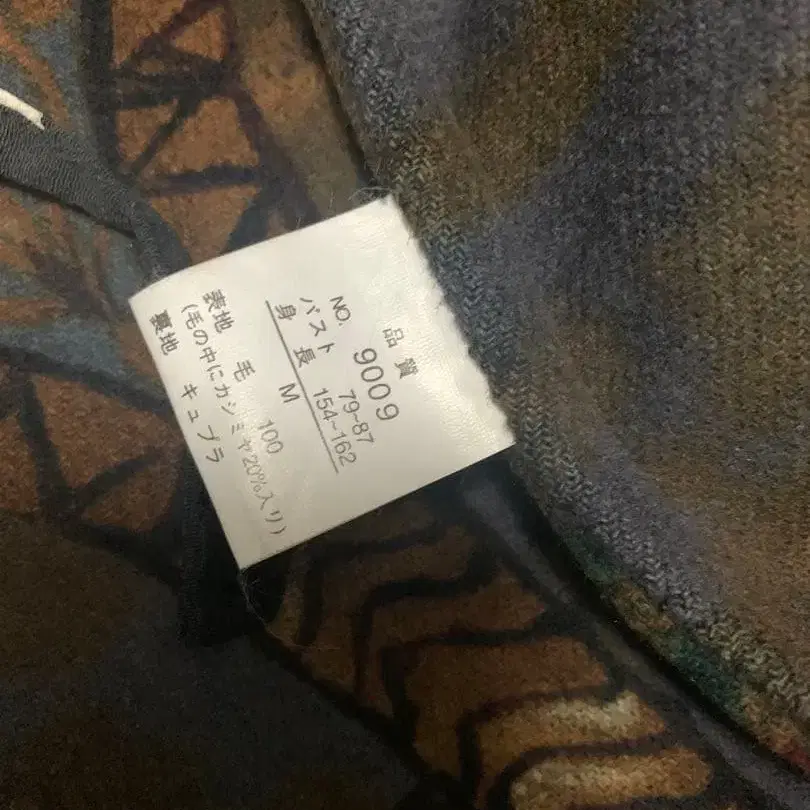 品質
NO. 9009
バスト 79~87
身長 154~162
M
表地 毛 100
(毛の中にカシミヤ20%入り)
裏地 キュプラ